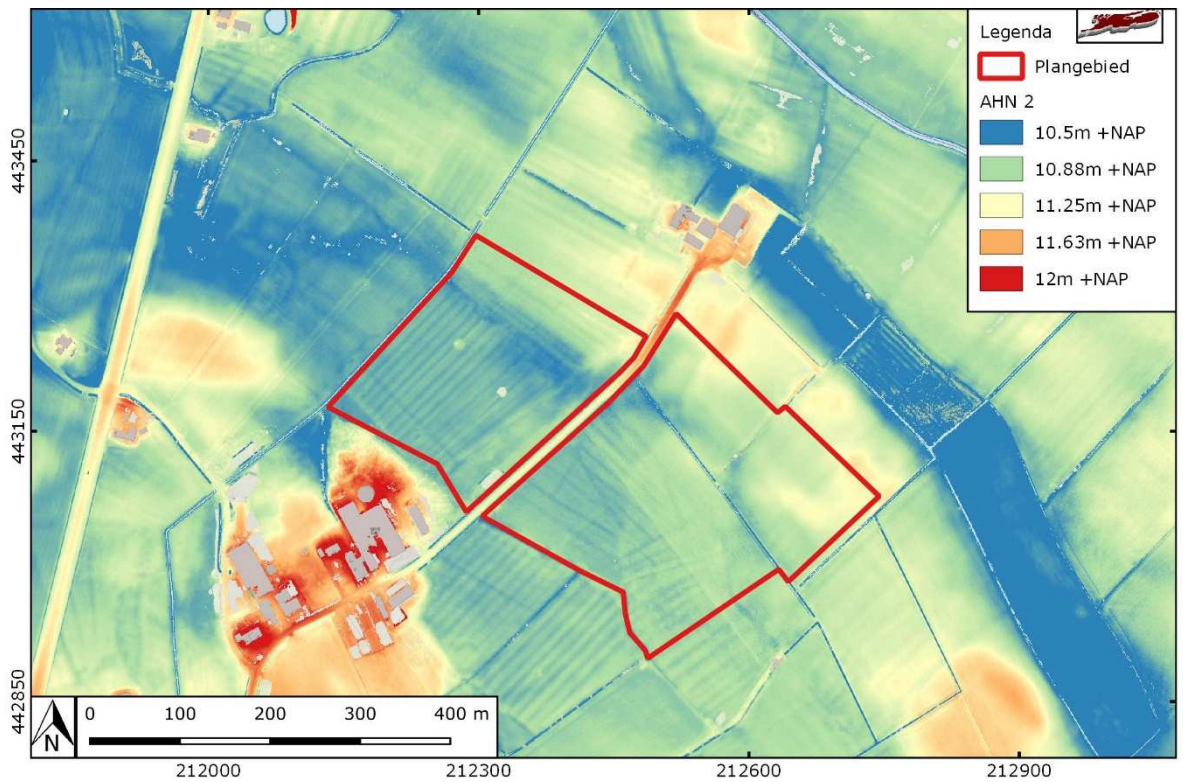 Legenda
Plangebied
AHN 2
10.5m +NAP
10.88m +NAP
11.25m +NAP
11.63m +NAP
12m +NAP
443450
443150
442850
N
0 100 200 300 400 m
212000 212300 212600 212900